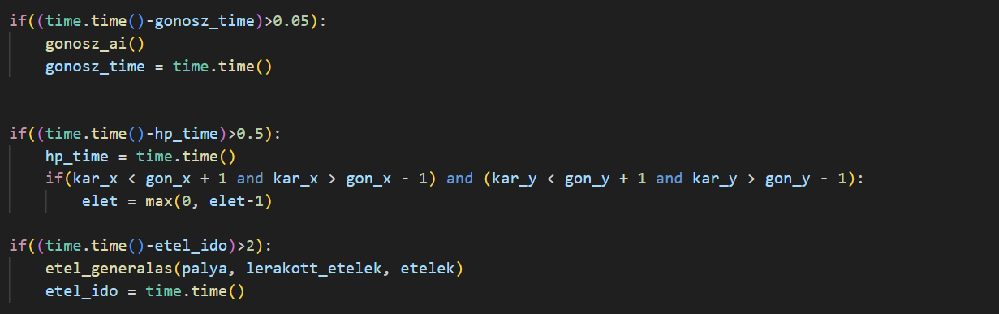 if((time.time()-gonosz_time)>0.05):
    gonosz_ai()
    gonosz_time = time.time()
if((time.time()-hp_time)>0.5):
    hp_time = time.time()
    if(kar_x < gon_x + 1 and kar_x > gon_x - 1) and (kar_y < gon_y + 1 and kar_y > gon_y - 1):
        elet = max(0, elet-1)
if((time.time()-etel_ido)>2):
    etel_generalas(palya, lerakott_etelek, etelek)
    etel_ido = time.time()